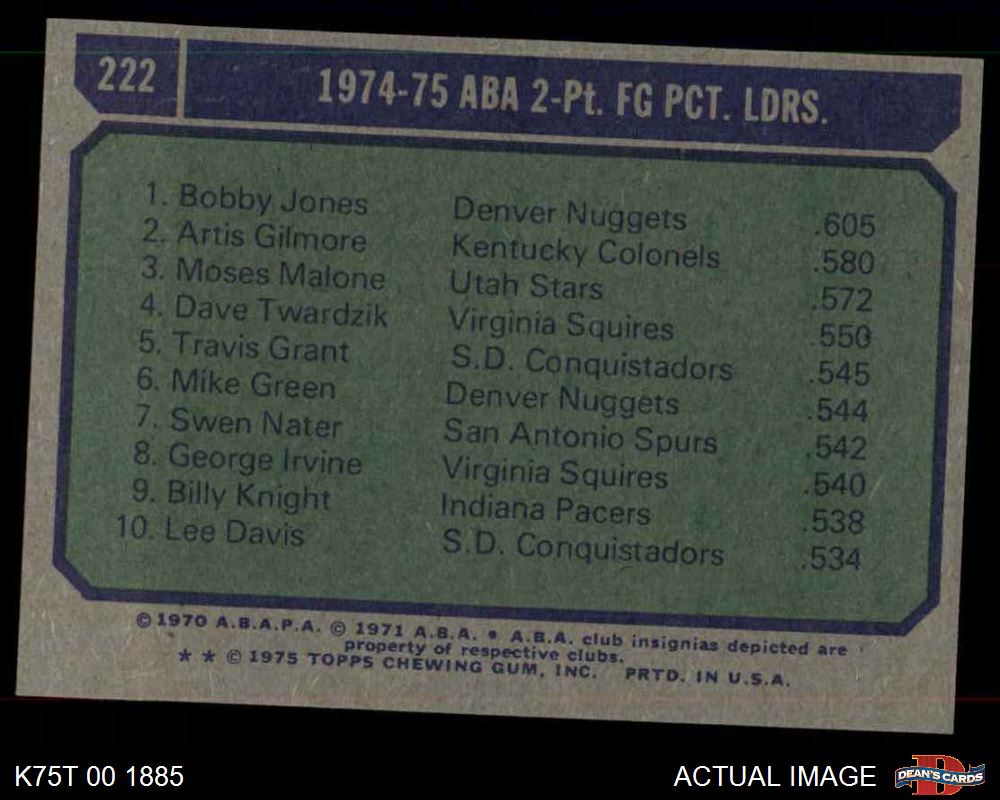 222 1974-75 ABA 2-Pt. FG PCT. LDRS.
1. Bobby Jones Denver Nuggets .605
2. Artis Gilmore Kentucky Colonels .580
3. Moses Malone Utah Stars .572
4. Dave Twardzik Virginia Squires .550
5. Travis Grant S.D. Conquistadors .545
6. Mike Green Denver Nuggets .544
7. Swen Nater San Antonio Spurs .542
8. George Irvine Virginia Squires .540
9. Billy Knight Indiana Pacers .538
10. Lee Davis S.D. Conquistadors .534
© 1970 A.B.A.P.A. © 1971 A.B.A. • A.B.A. club insignias depicted are
property of respective clubs.
* * © 1975 TOPPS CHEWING GUM, INC. PRTD. IN U.S.A.
K75T 00 1885 ACTUAL IMAGE D DEAN'S CARDS